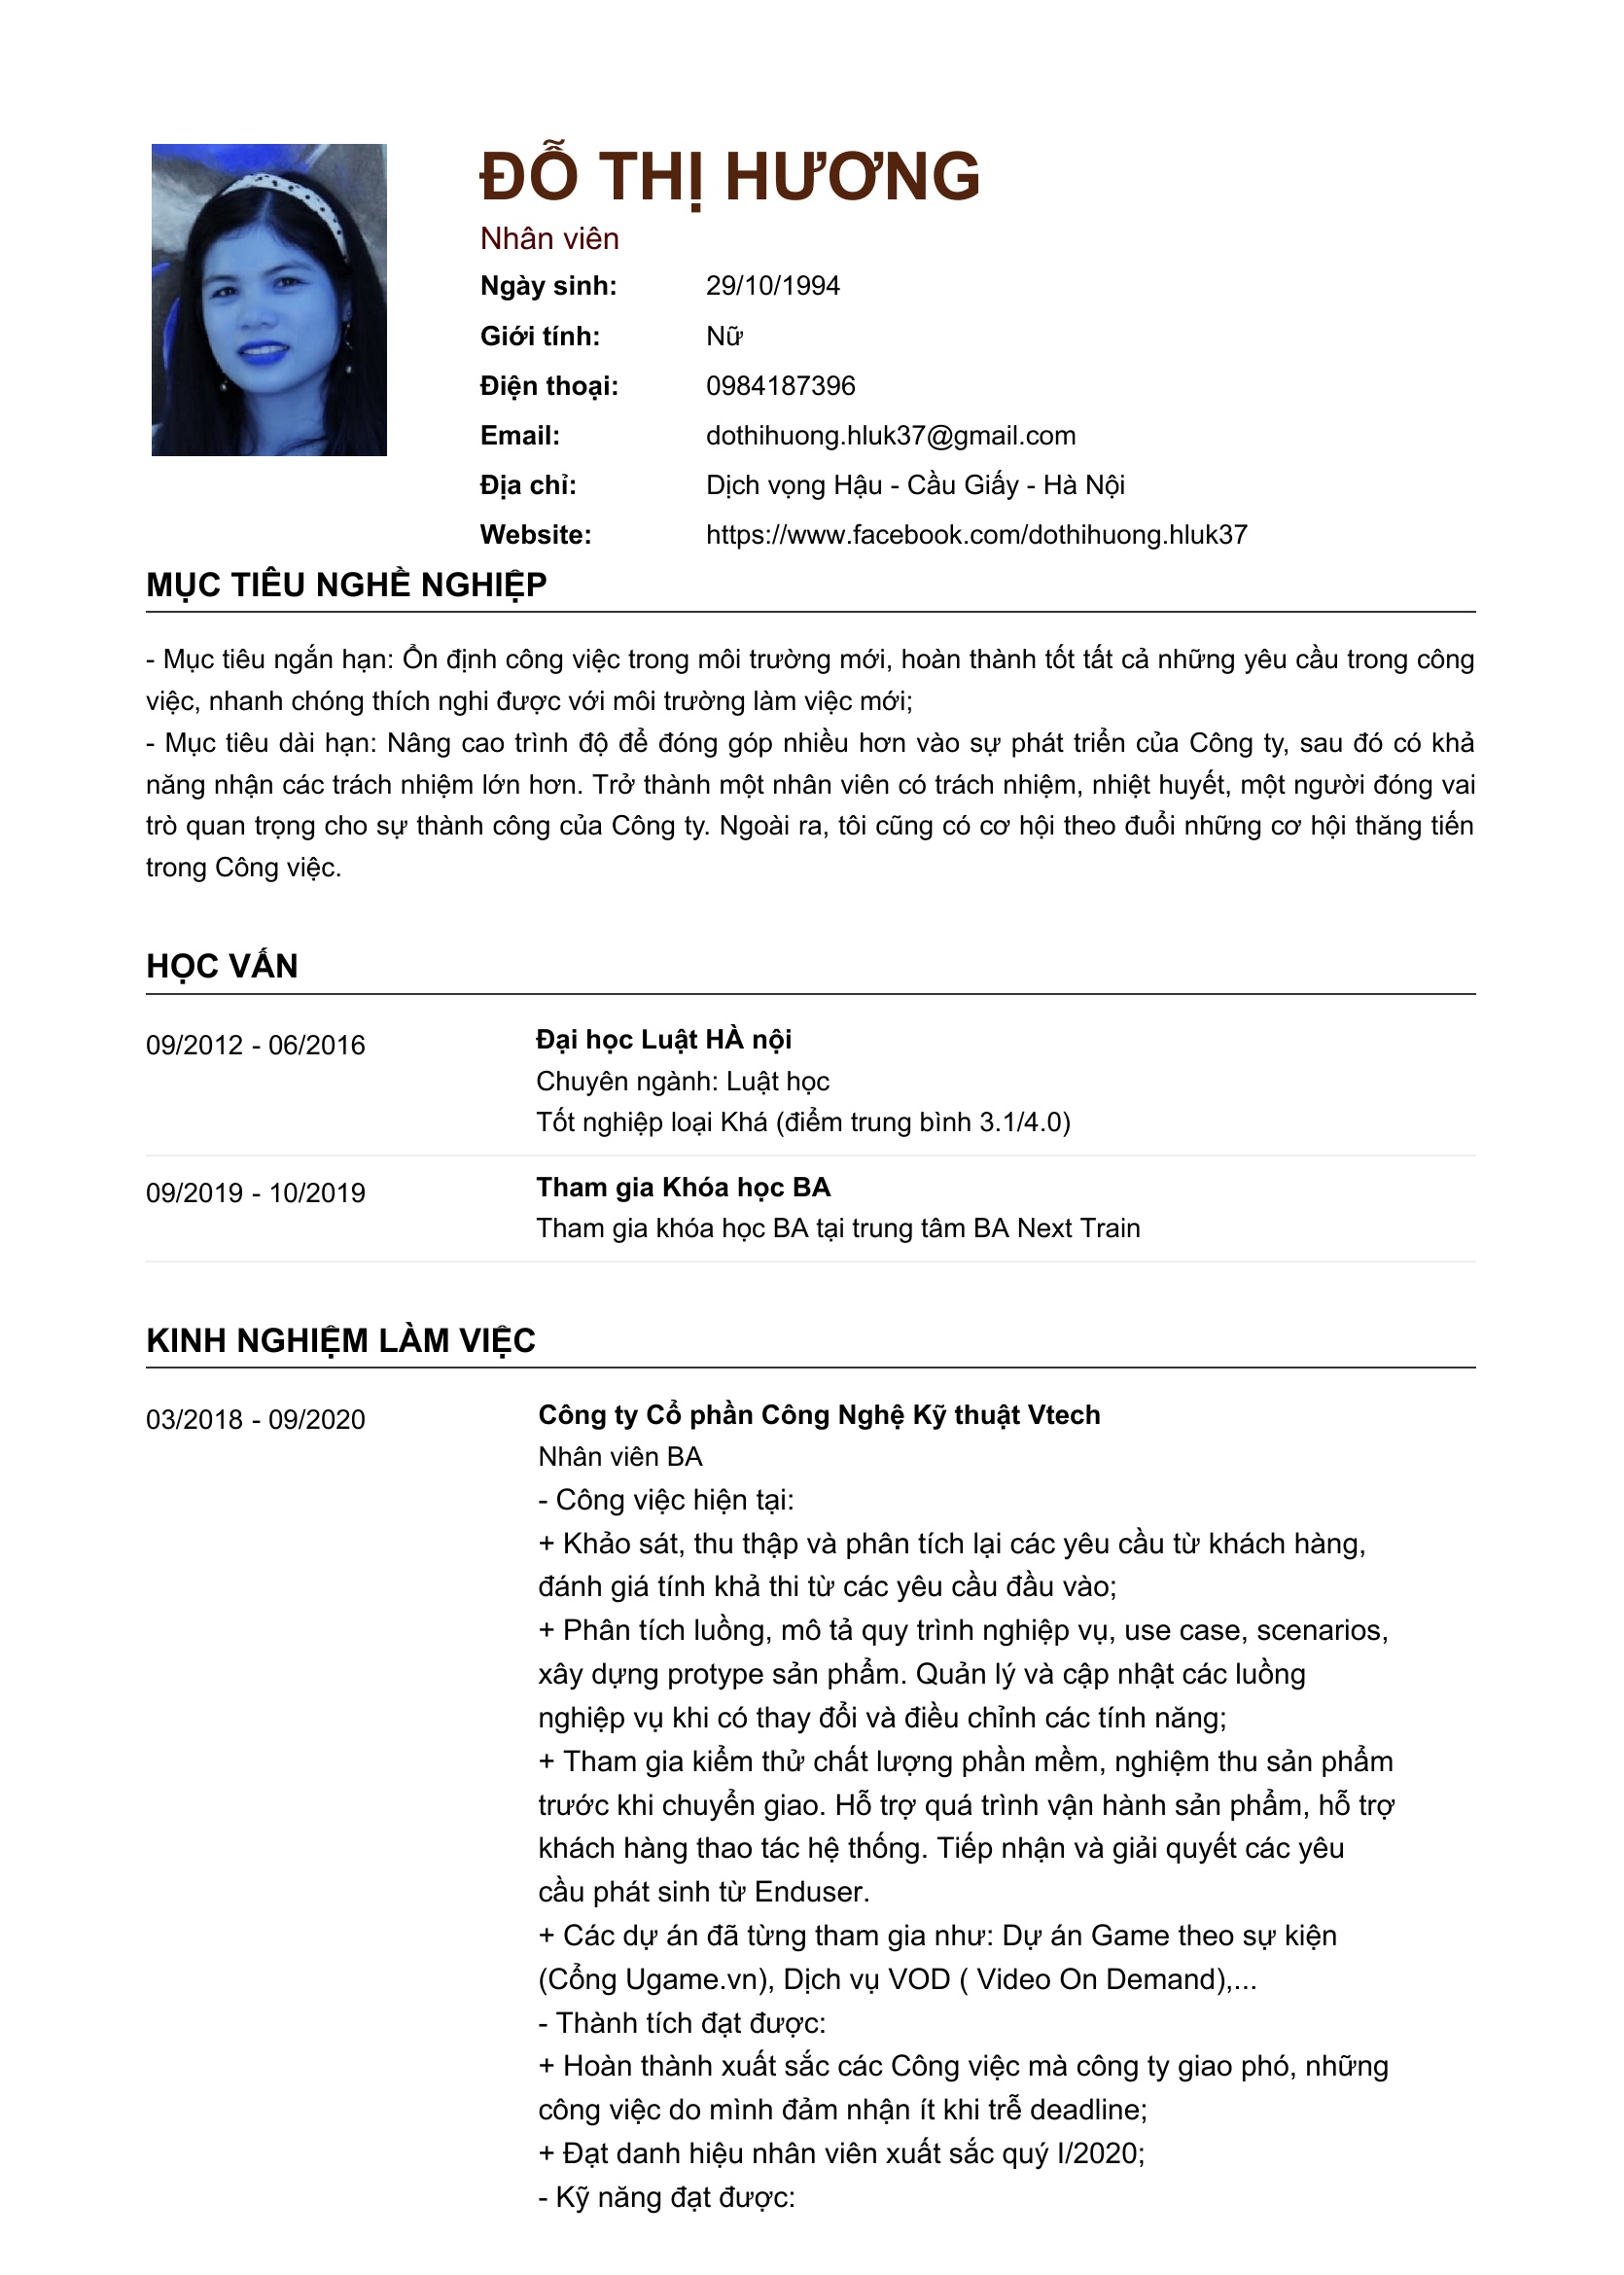 ĐỖ THỊ HƯƠNG
Nhân viên
Ngày sinh: 29/10/1994
Giới tính: Nữ
Điện thoại: 0984187396
Email: dothihuong.hluk37@gmail.com
Địa chỉ: Dịch vọng Hậu - Cầu Giấy - Hà Nội
Website: https://www.facebook.com/dothihuong.hluk37
MỤC TIÊU NGHỀ NGHIỆP
- Mục tiêu ngắn hạn: Ổn định công việc trong môi trường mới, hoàn thành tốt tất cả những yêu cầu trong công
việc, nhanh chóng thích nghi được với môi trường làm việc mới;
- Mục tiêu dài hạn: Nâng cao trình độ để đóng góp nhiều hơn vào sự phát triển của Công ty, sau đó có khả
năng nhận các trách nhiệm lớn hơn. Trở thành một nhân viên có trách nhiệm, nhiệt huyết, một người đóng vai
trò quan trọng cho sự thành công của Công ty. Ngoài ra, tôi cũng có cơ hội theo đuổi những cơ hội thăng tiến
trong Công việc.
HỌC VẤN
09/2012 - 06/2016 Đại học Luật HÀ nội
Chuyên ngành: Luật học
Tốt nghiệp loại Khá (điểm trung bình 3.1/4.0)
09/2019 - 10/2019 Tham gia Khóa học BA
Tham gia khóa học BA tại trung tâm BA Next Train
KINH NGHIỆM LÀM VIỆC
03/2018 - 09/2020 Công ty Cổ phần Công Nghệ Kỹ thuật Vtech
Nhân viên BA
- Công việc hiện tại:
+ Khảo sát, thu thập và phân tích lại các yêu cầu từ khách hàng,
đánh giá tính khả thi từ các yêu cầu đầu vào;
+ Phân tích luồng, mô tả quy trình nghiệp vụ, use case, scenarios,
xây dựng protype sản phẩm. Quản lý và cập nhật các luồng
nghiệp vụ khi có thay đổi và điều chỉnh các tính năng;
+ Tham gia kiểm thử chất lượng phần mềm, nghiệm thu sản phẩm
trước khi chuyển giao. Hỗ trợ quá trình vận hành sản phẩm, hỗ trợ
khách hàng thao tác hệ thống. Tiếp nhận và giải quyết các yêu
cầu phát sinh từ Enduser.
+ Các dự án đã từng tham gia như: Dự án Game theo sự kiện
(Cổng Ugame.vn), Dịch vụ VOD ( Video On Demand),...
- Thành tích đạt được:
+ Hoàn thành xuất sắc các Công việc mà công ty giao phó, những
công việc do mình đảm nhận ít khi trễ deadline;
+ Đạt danh hiệu nhân viên xuất sắc quý I/2020;
- Kỹ năng đạt được: